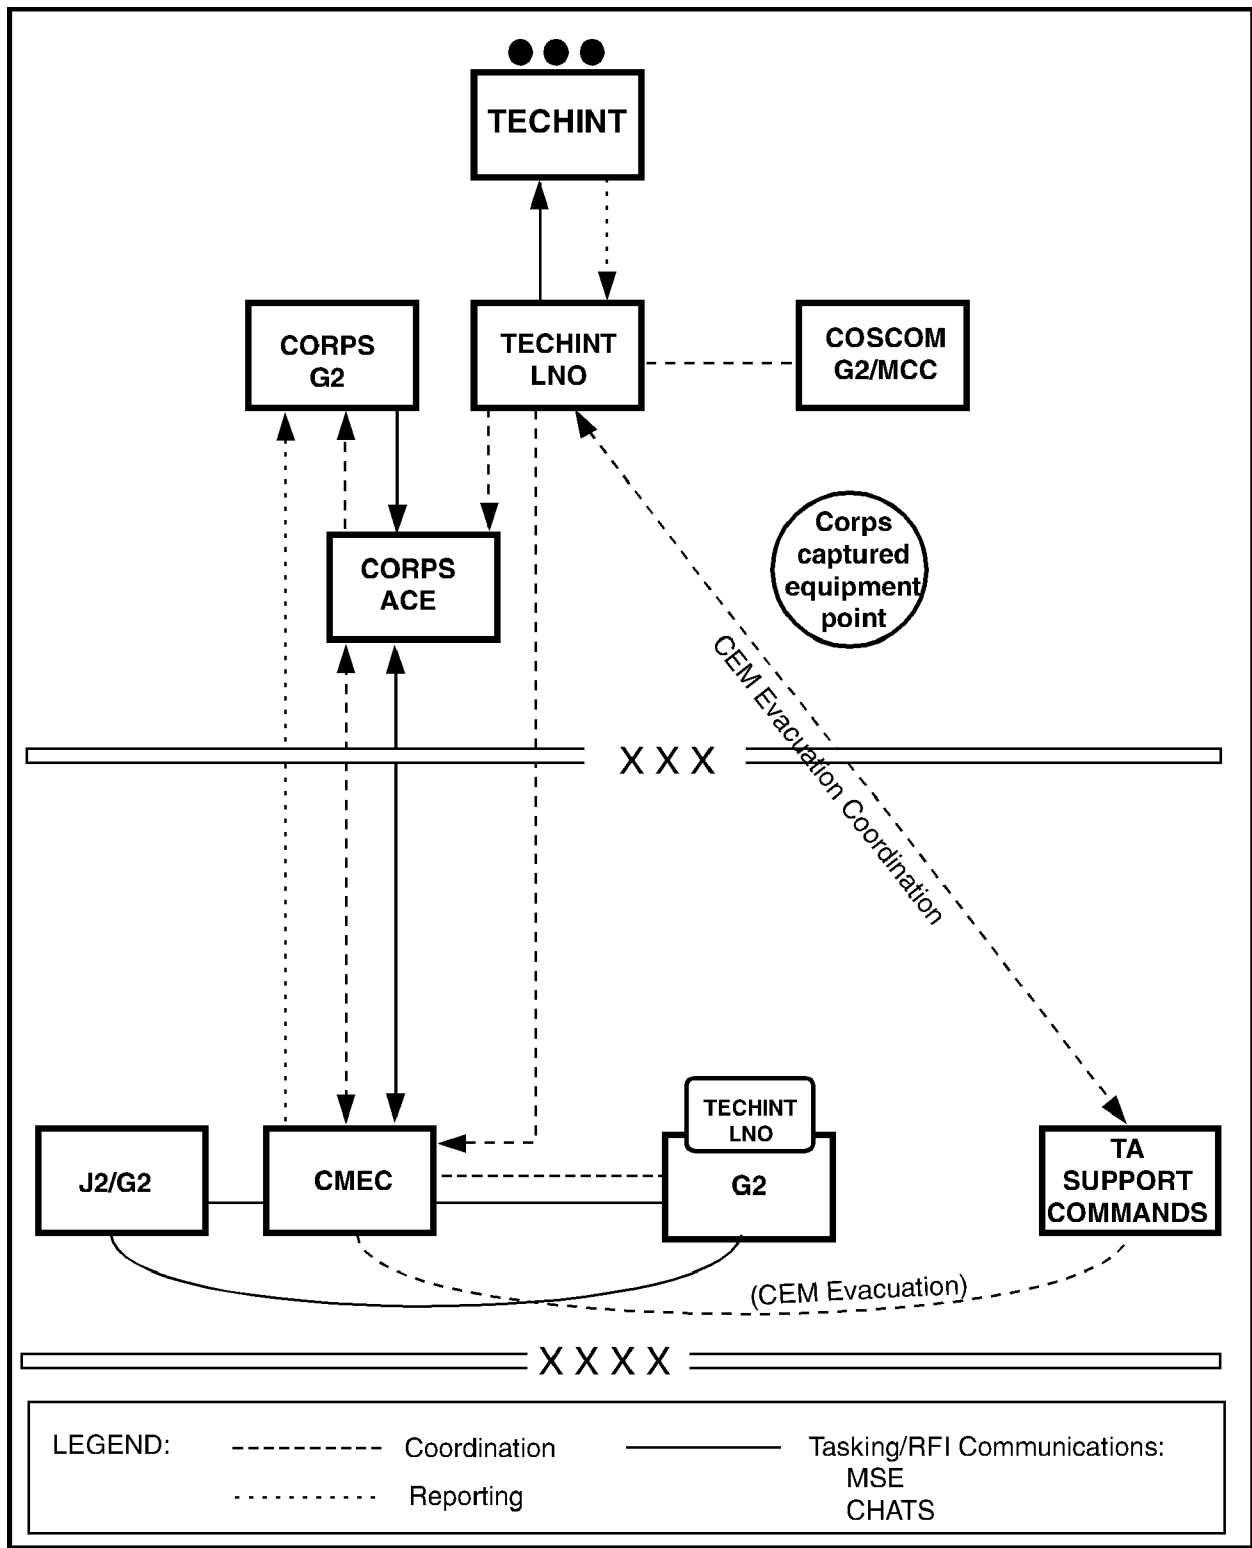 TECHINT
CORPS
G2
TECHINT
LNO
COSCOM
G2/MCC
Corps
captured
equipment
point
CORPS
ACE
CEM Evacuation Coordination
X X X
TECHINT
LNO
J2/G2
CMEC
G2
TA
SUPPORT
COMMANDS
(CEM Evacuation)
X X X X
LEGEND:
Coordination
Tasking/RFI Communications:
MSE
Reporting
CHATS